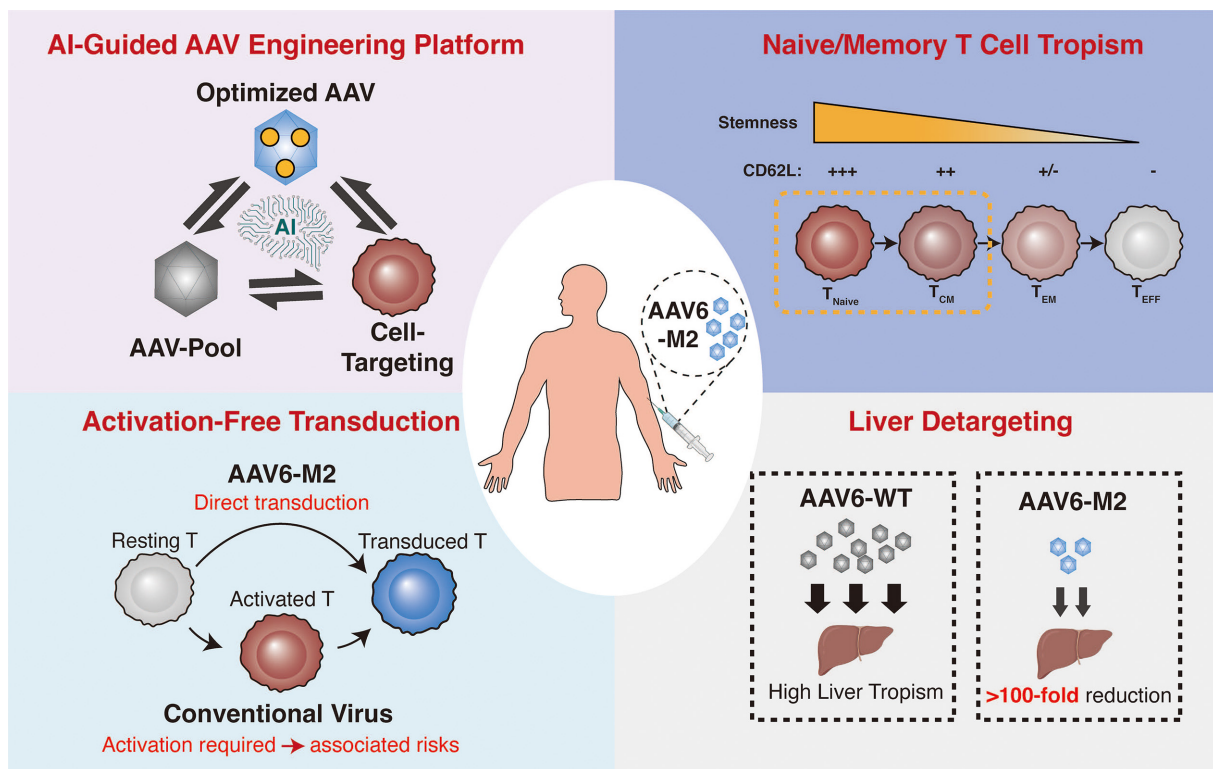 AI-Guided AAV Engineering Platform
Optimized AAV
AI
AAV-Pool
Cell-
Targeting
Naive/Memory T Cell Tropism
Stemness
CD62L: +++ ++ +/- -
TNaive TCM TEM TEFF
AAV6
-M2
Activation-Free Transduction
AAV6-M2
Direct transduction
Resting T
Transduced T
Activated T
Conventional Virus
Activation required → associated risks
Liver Detargeting
AAV6-WT
High Liver Tropism
AAV6-M2
>100-fold reduction